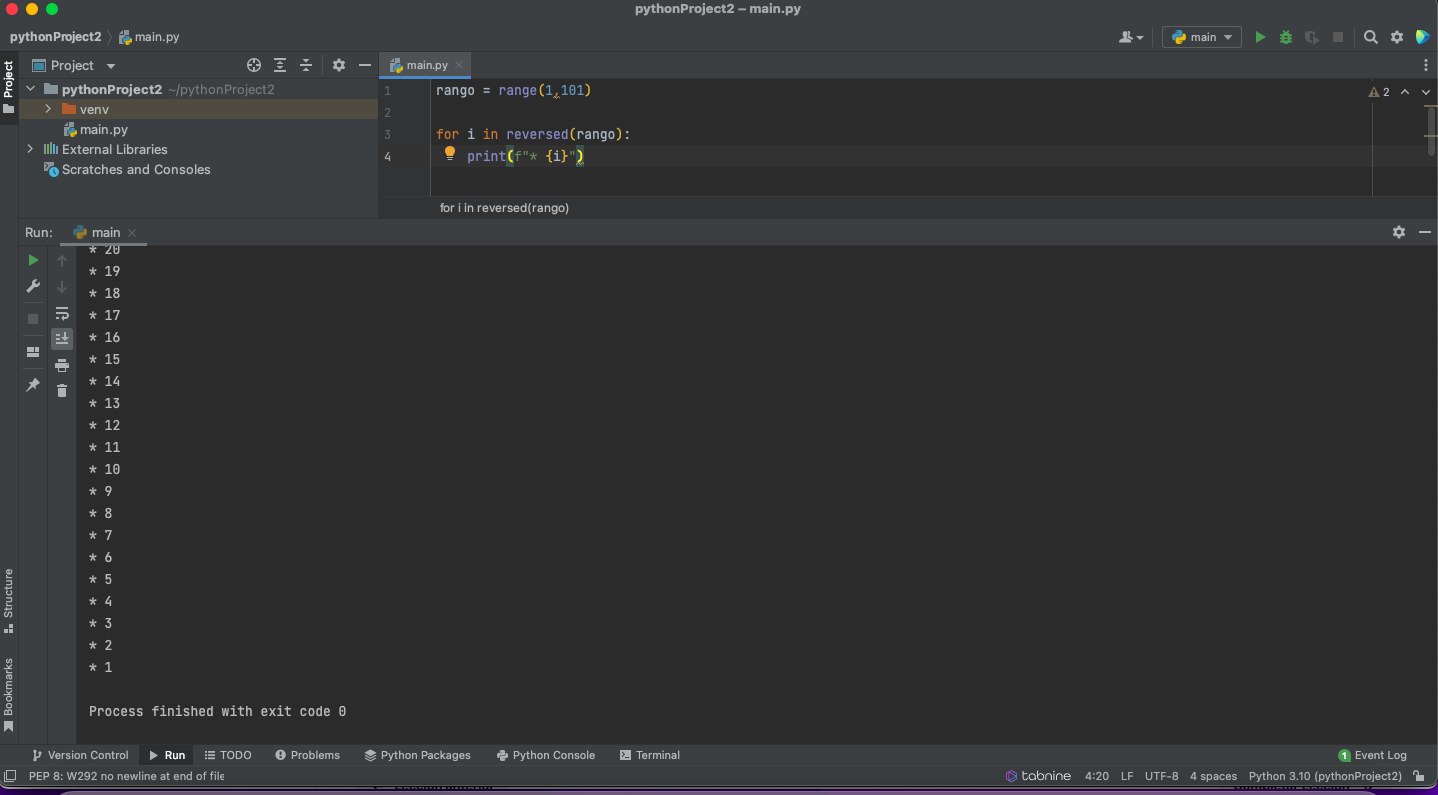 pythonProject2 – main.py
pythonProject2
main.py
main
Project
Project
main.py
pythonProject2 ~/pythonProject2
venv
main.py
External Libraries
Scratches and Consoles
1 rango = range(1,101)
2
3 for i in reversed(rango):
4 print(f"* {i}")
2
for i in reversed(rango)
Run: main
* 20
* 19
* 18
* 17
* 16
* 15
* 14
* 13
* 12
* 11
* 10
* 9
* 8
* 7
* 6
* 5
* 4
* 3
* 2
* 1
Process finished with exit code 0
Structure
Bookmarks
Version Control Run TODO Problems Python Packages Python Console Terminal 1 Event Log
PEP 8: W292 no newline at end of file tabnine 4:20 LF UTF-8 4 spaces Python 3.10 (pythonProject2)